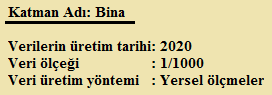 Katman Adı: Bina
Verilerin üretim tarihi: 2020
Veri ölçeği : 1/1000
Veri üretim yöntemi : Yersel ölçmeler